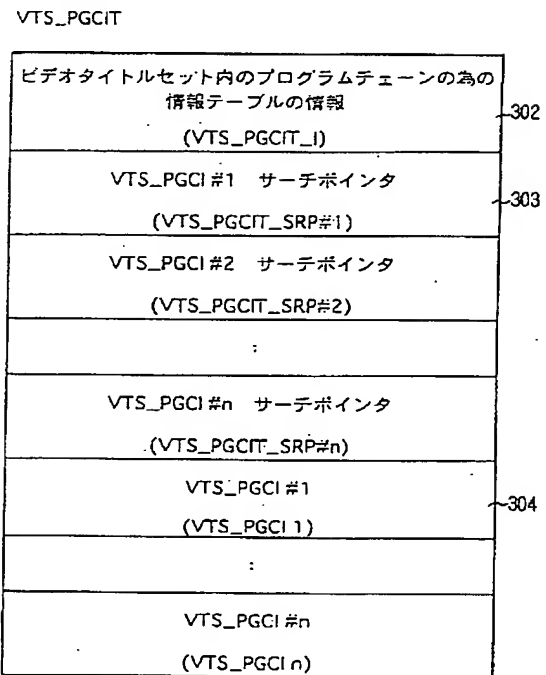 VTS_PGCIT
ビデオタイトルセット内のプログラムチェーンの為の
情報テーブルの情報
302
(VTS_PGCIT_I)
VTS_PGCI #1 サーチポインタ
303
(VTS_PGCIT_SRP#1)
VTS_PGCI #2 サーチポインタ
(VTS_PGCIT_SRP#2)
:
VTS_PGCI #n サーチポインタ
(VTS_PGCIT_SRP#n)
VTS_PGCI #1
304
(VTS_PGCI 1)
:
VTS_PGCI #n
(VTS_PGCI n)